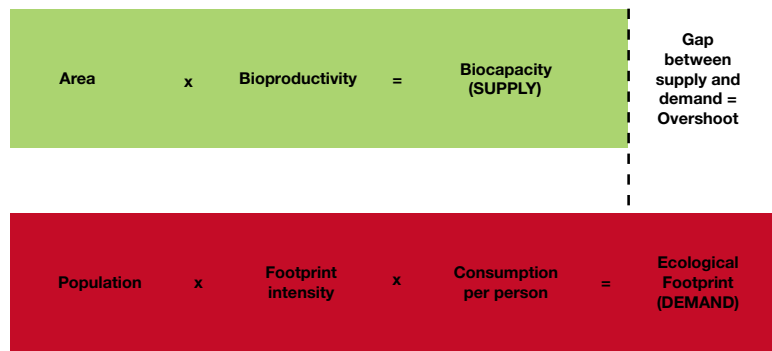 Area x Bioproductivity = Biocapacity
(SUPPLY)
Gap
between
supply and
demand =
Overshoot
Population x Footprint
intensity x Consumption
per person = Ecological
Footprint
(DEMAND)